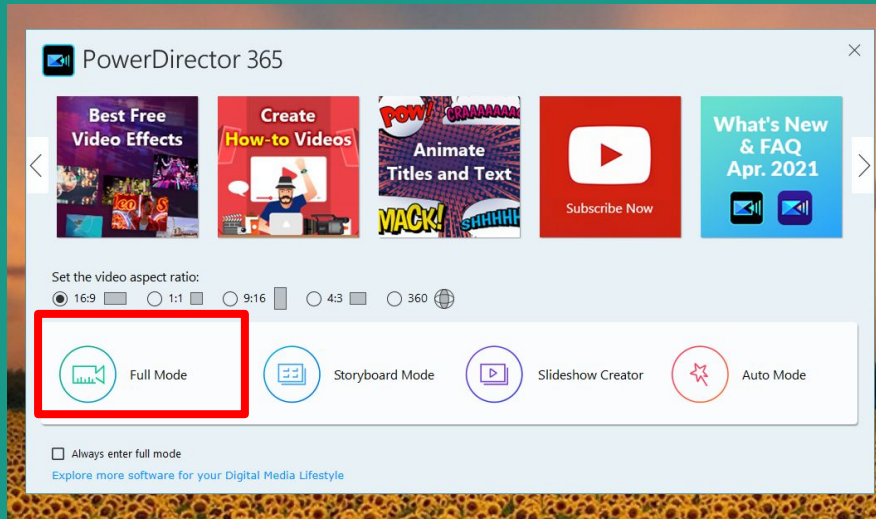 PowerDirector 365
Best Free
Video Effects
Create
How-to Videos
POW!
CRAAAAAAA
Animate
Titles and Text
MACK!
SHHHHH
Subscribe Now
What's New
& FAQ
Apr. 2021
Set the video aspect ratio:
16:9 1:1 9:16 4:3 360
Full Mode Storyboard Mode Slideshow Creator Auto Mode
Always enter full mode
Explore more software for your Digital Media Lifestyle